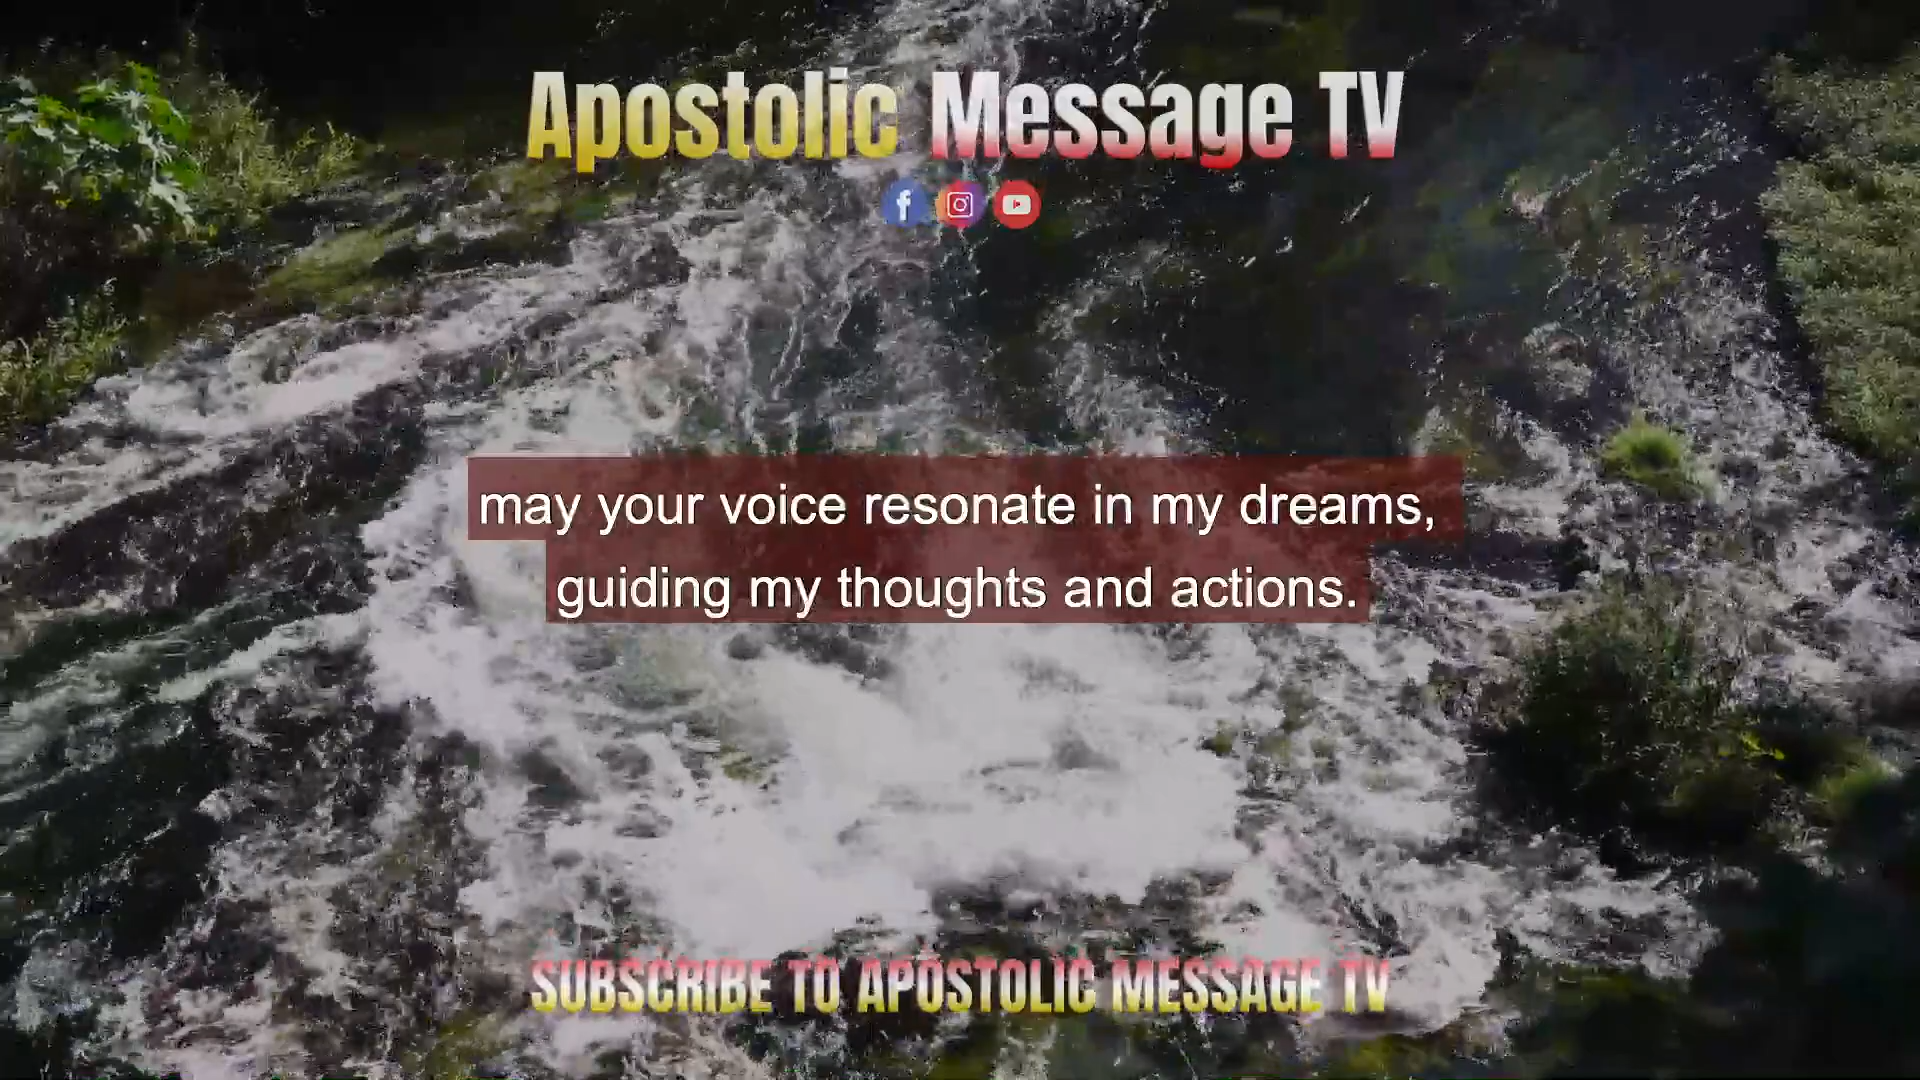 Apostolic Message TV
may your voice resonate in my dreams,
guiding my thoughts and actions.
SUBSCRIBE TO APOSTOLIC MESSAGE TV